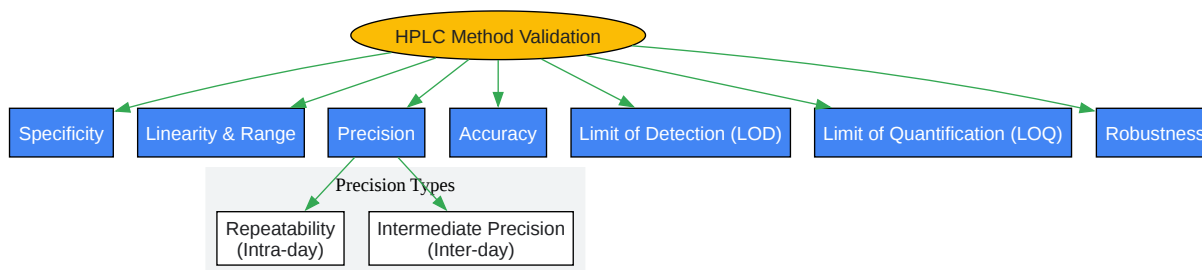 HPLC Method Validation
Specificity
Linearity & Range
Precision
Accuracy
Limit of Detection (LOD)
Limit of Quantification (LOQ)
Robustness
Precision Types
Repeatability
(Intra-day)
Intermediate Precision
(Inter-day)